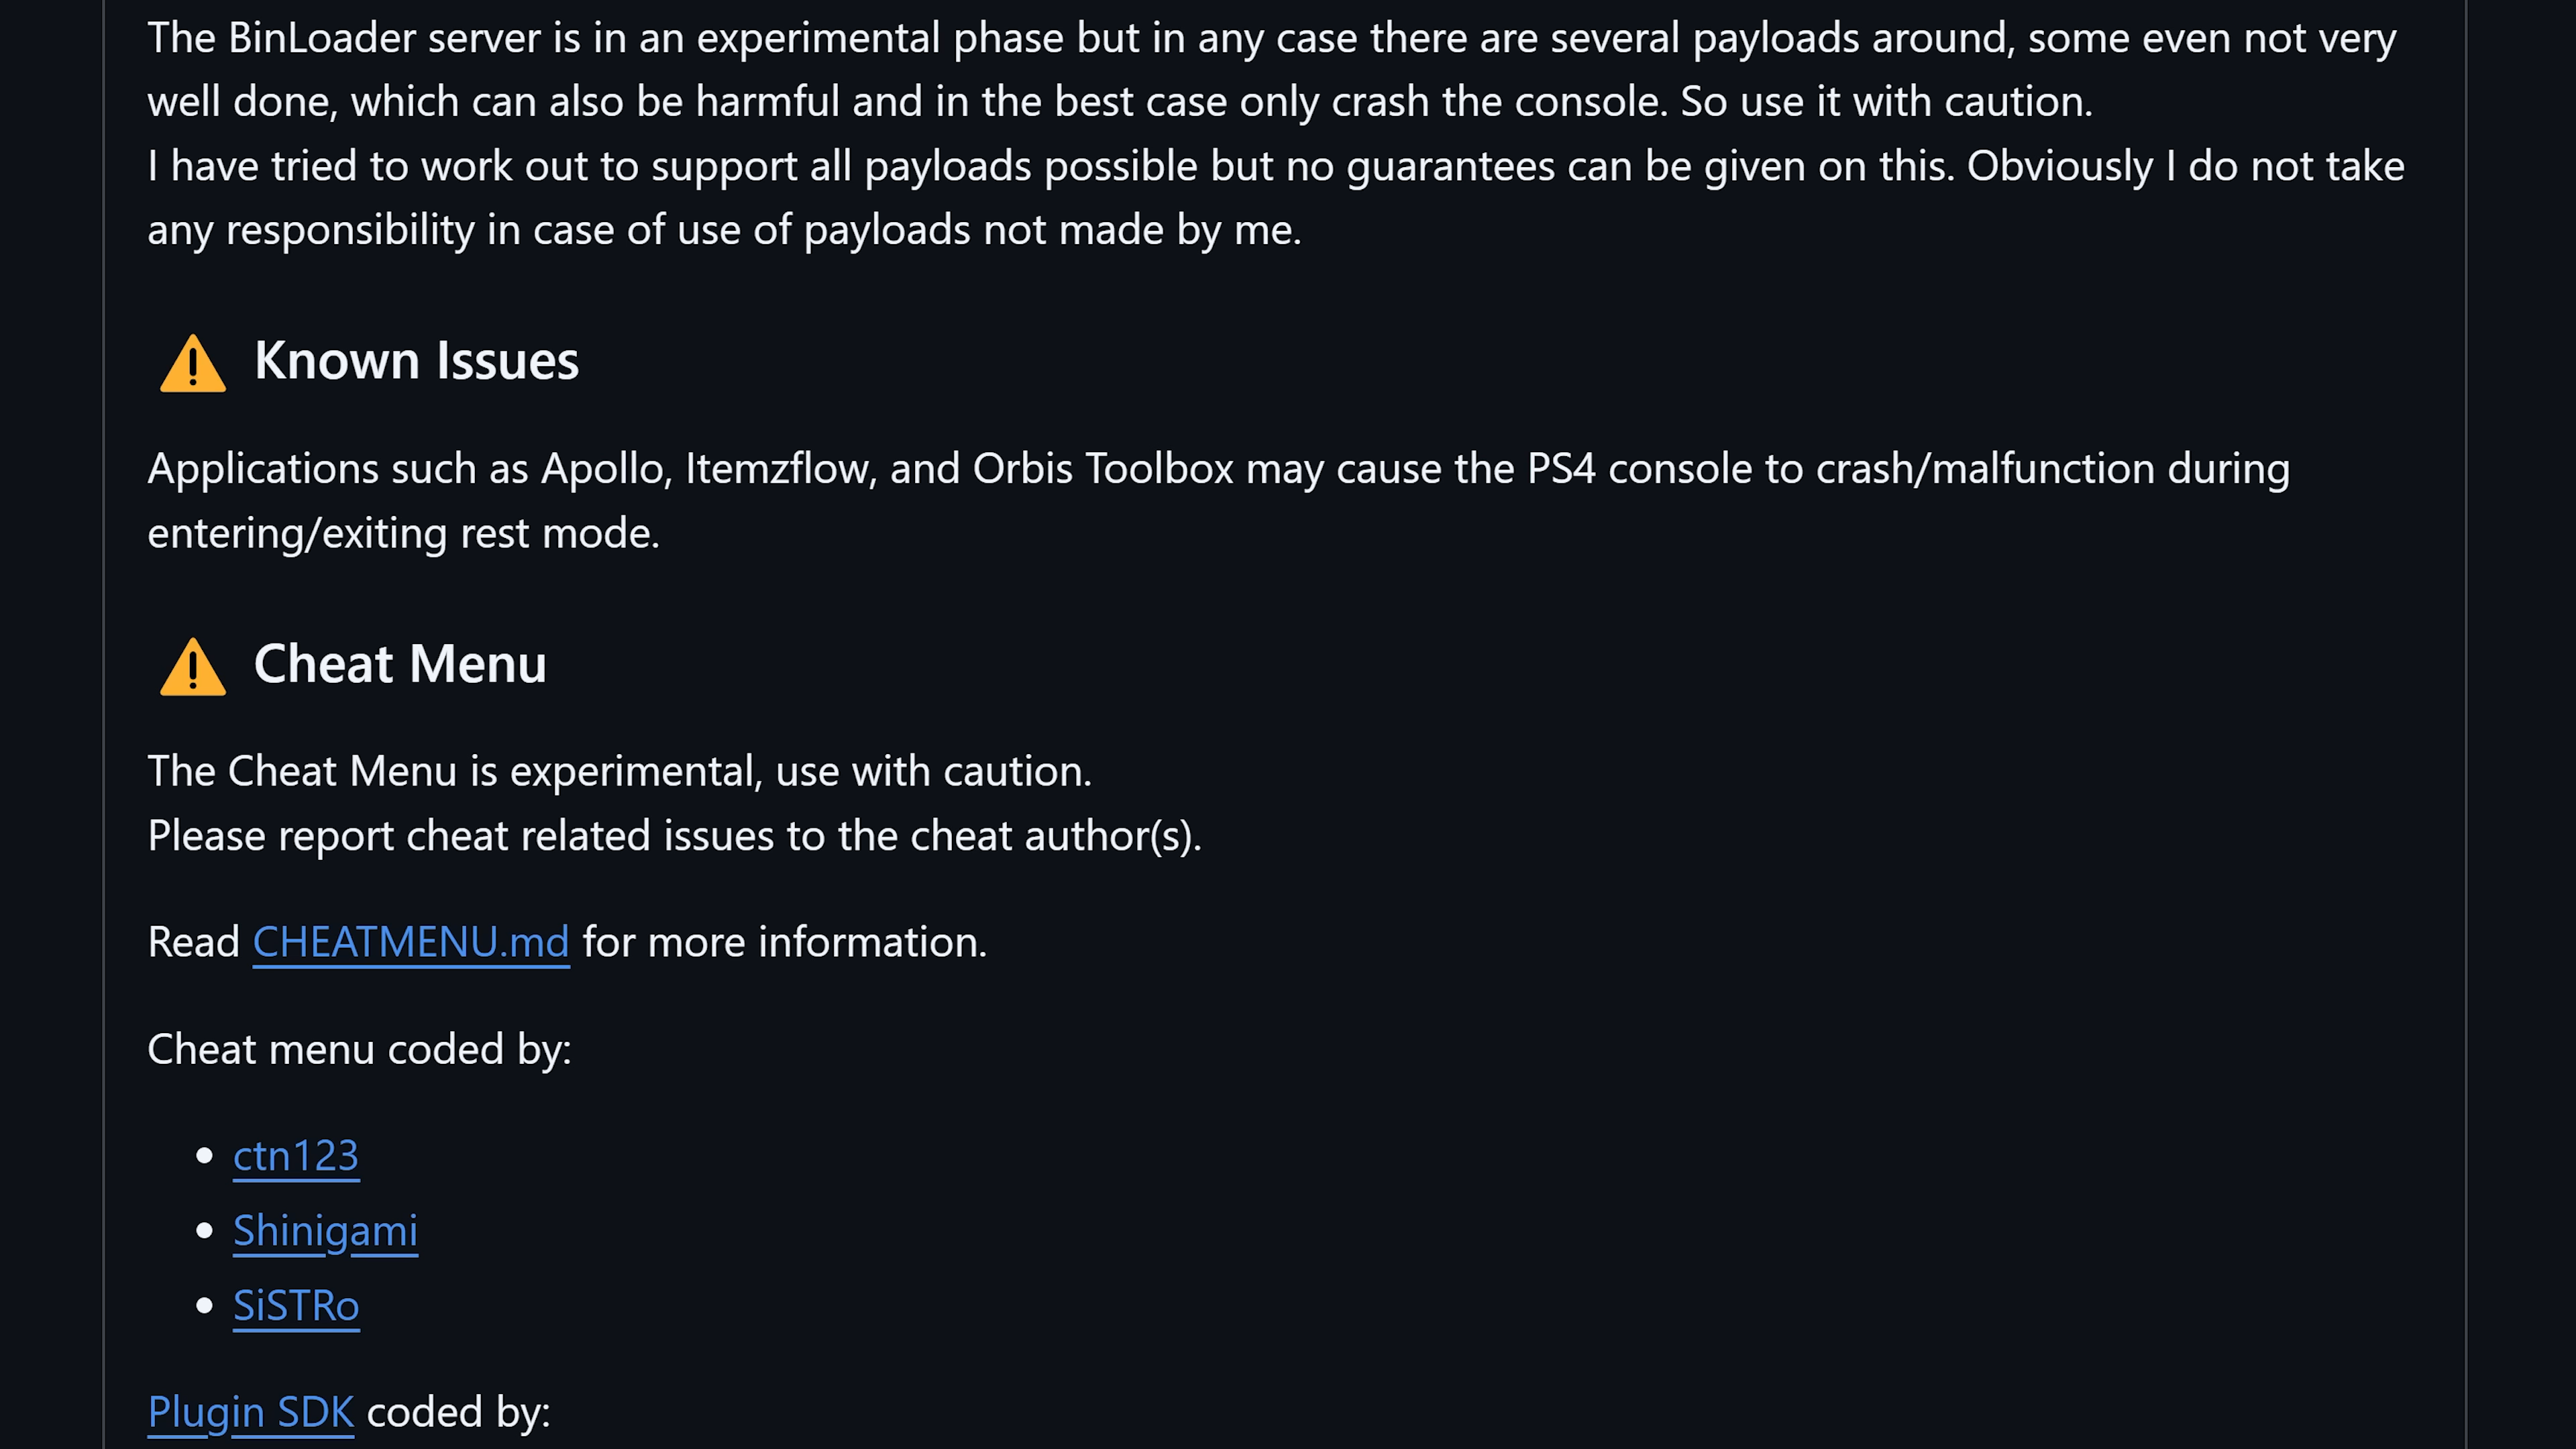 The BinLoader server is in an experimental phase but in any case there are several payloads around, some even not very
well done, which can also be harmful and in the best case only crash the console. So use it with caution.
I have tried to work out to support all payloads possible but no guarantees can be given on this. Obviously I do not take
any responsibility in case of use of payloads not made by me.
Known Issues
Applications such as Apollo, Itemzflow, and Orbis Toolbox may cause the PS4 console to crash/malfunction during
entering/exiting rest mode.
Cheat Menu
The Cheat Menu is experimental, use with caution.
Please report cheat related issues to the cheat author(s).
Read CHEATMENU.md for more information.
Cheat menu coded by:
ctn123
Shinigami
SiSTRo
Plugin SDK coded by: